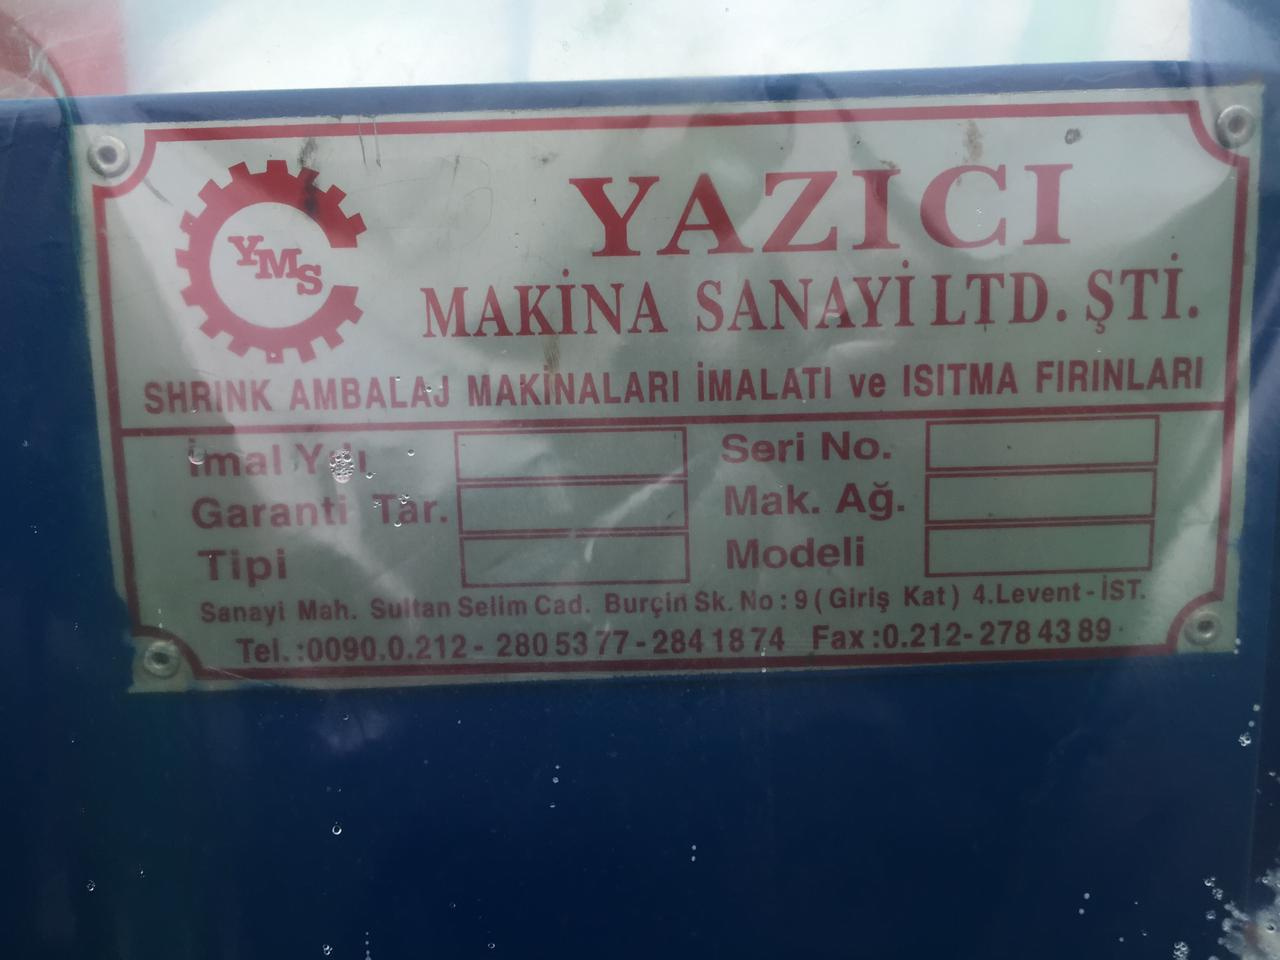 YMS
YAZICI
MAKİNA SANAYİ LTD. ŞTİ.
SHRINK AMBALAJ MAKİNALARI İMALATI ve ISITMA FIRINLARI
İmal Yılı
Seri No.
Garanti Tar.
Mak. Ağ.
Tipi
Modeli
Sanayi Mah. Sultan Selim Cad. Burçin Sk. No : 9 ( Giriş Kat ) 4.Levent - İST.
Tel.:0090.0.212- 280 53 77 - 284 18 74 Fax :0.212- 278 43 89